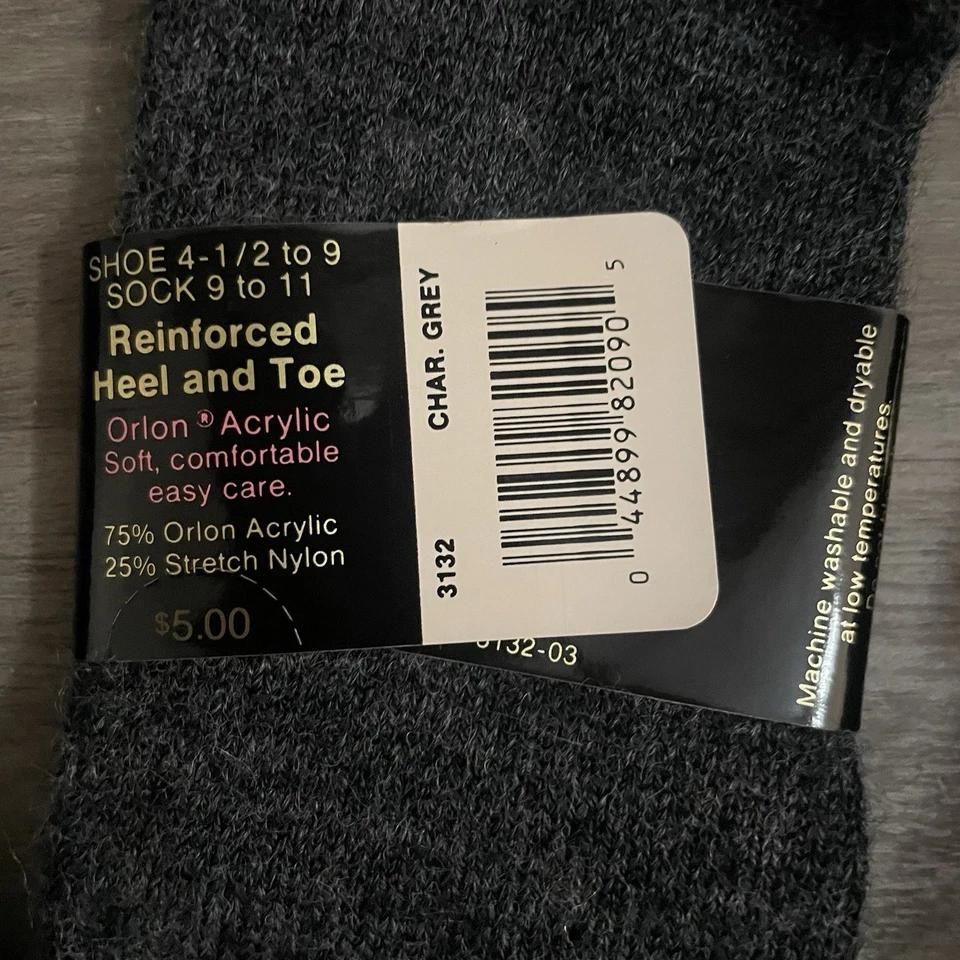 SHOE 4-1/2 to 9
SOCK 9 to 11
Reinforced
Heel and Toe
Orlon® Acrylic
Soft, comfortable
easy care.
75% Orlon Acrylic
25% Stretch Nylon
$5.00
3132 CHAR. GREY
0 44899 82090 5
3132-03
Machine washable and dryable
at low temperatures.